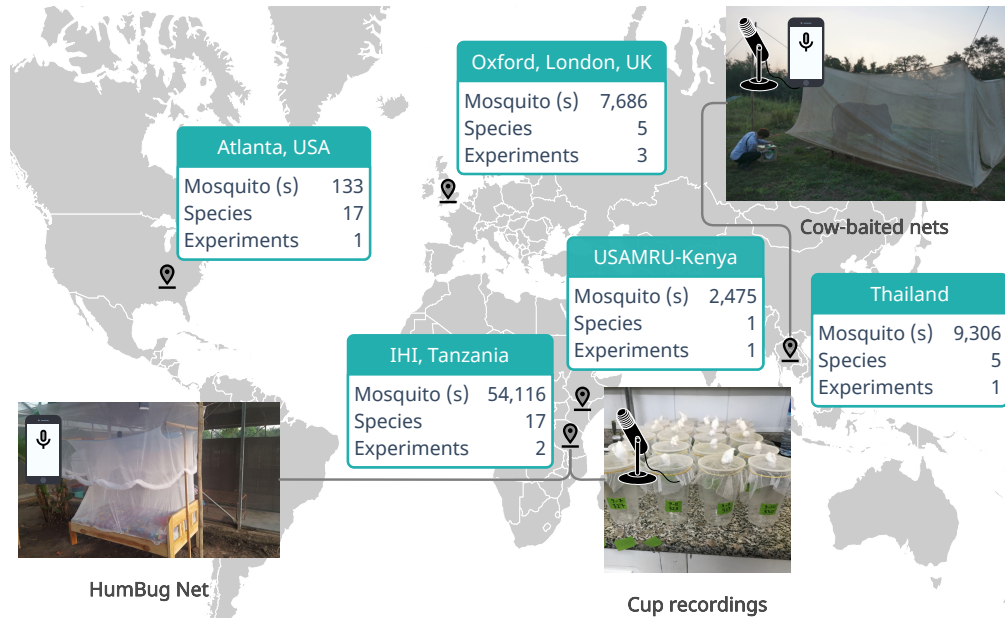 Oxford, London, UK
Mosquito (s) 7,686
Species 5
Experiments 3
Atlanta, USA
Mosquito (s) 133
Species 17
Experiments 1
Cow-baited nets
USAMRU-Kenya
Mosquito (s) 2,475
Species 1
Experiments 1
Thailand
Mosquito (s) 9,306
Species 5
Experiments 1
IHI, Tanzania
Mosquito (s) 54,116
Species 17
Experiments 2
HumBug Net
Cup recordings